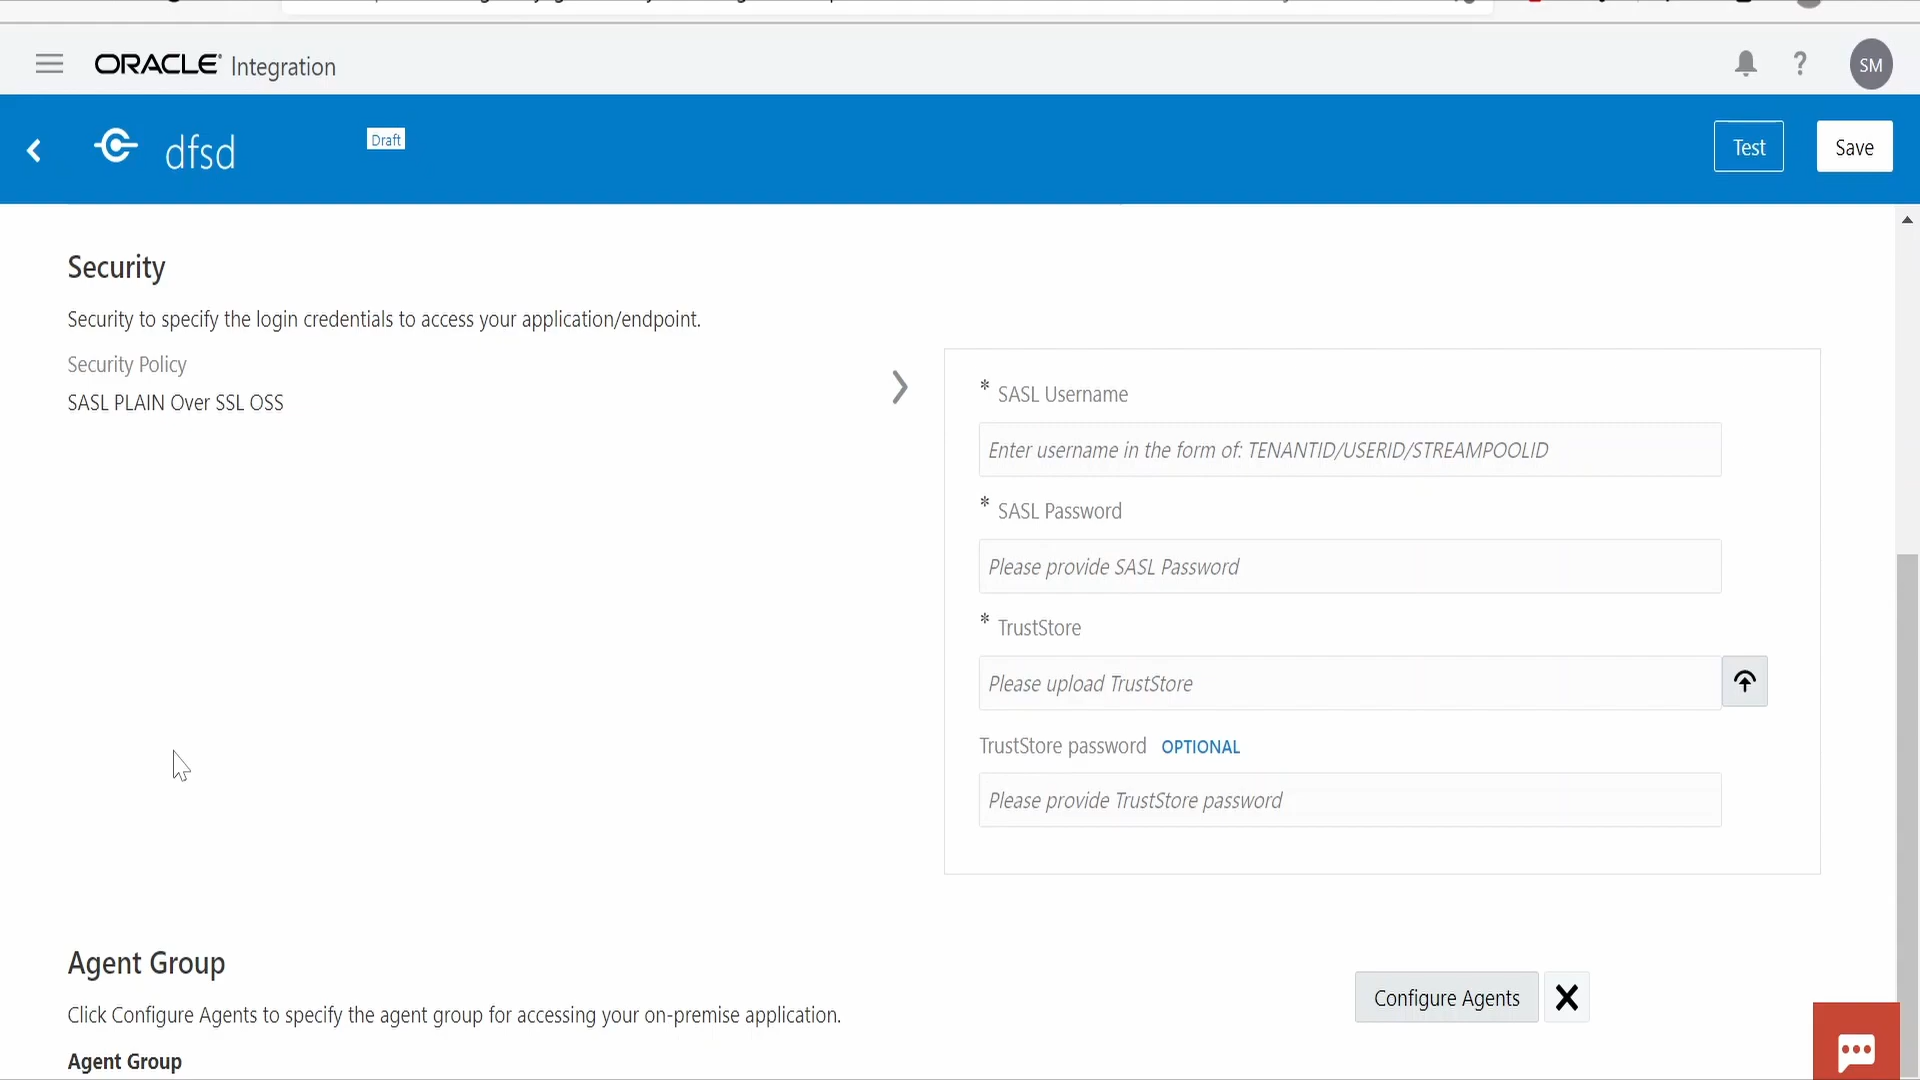 ORACLE Integration
SM
dfsd
Draft
Test
Save
Security
Security to specify the login credentials to access your application/endpoint.
Security Policy
SASL PLAIN Over SSL OSS
* SASL Username
Enter username in the form of: TENANTID/USERID/STREAMPOOLID
* SASL Password
Please provide SASL Password
* TrustStore
Please upload TrustStore
TrustStore password OPTIONAL
Please provide TrustStore password
Agent Group
Configure Agents
Click Configure Agents to specify the agent group for accessing your on-premise application.
Agent Group